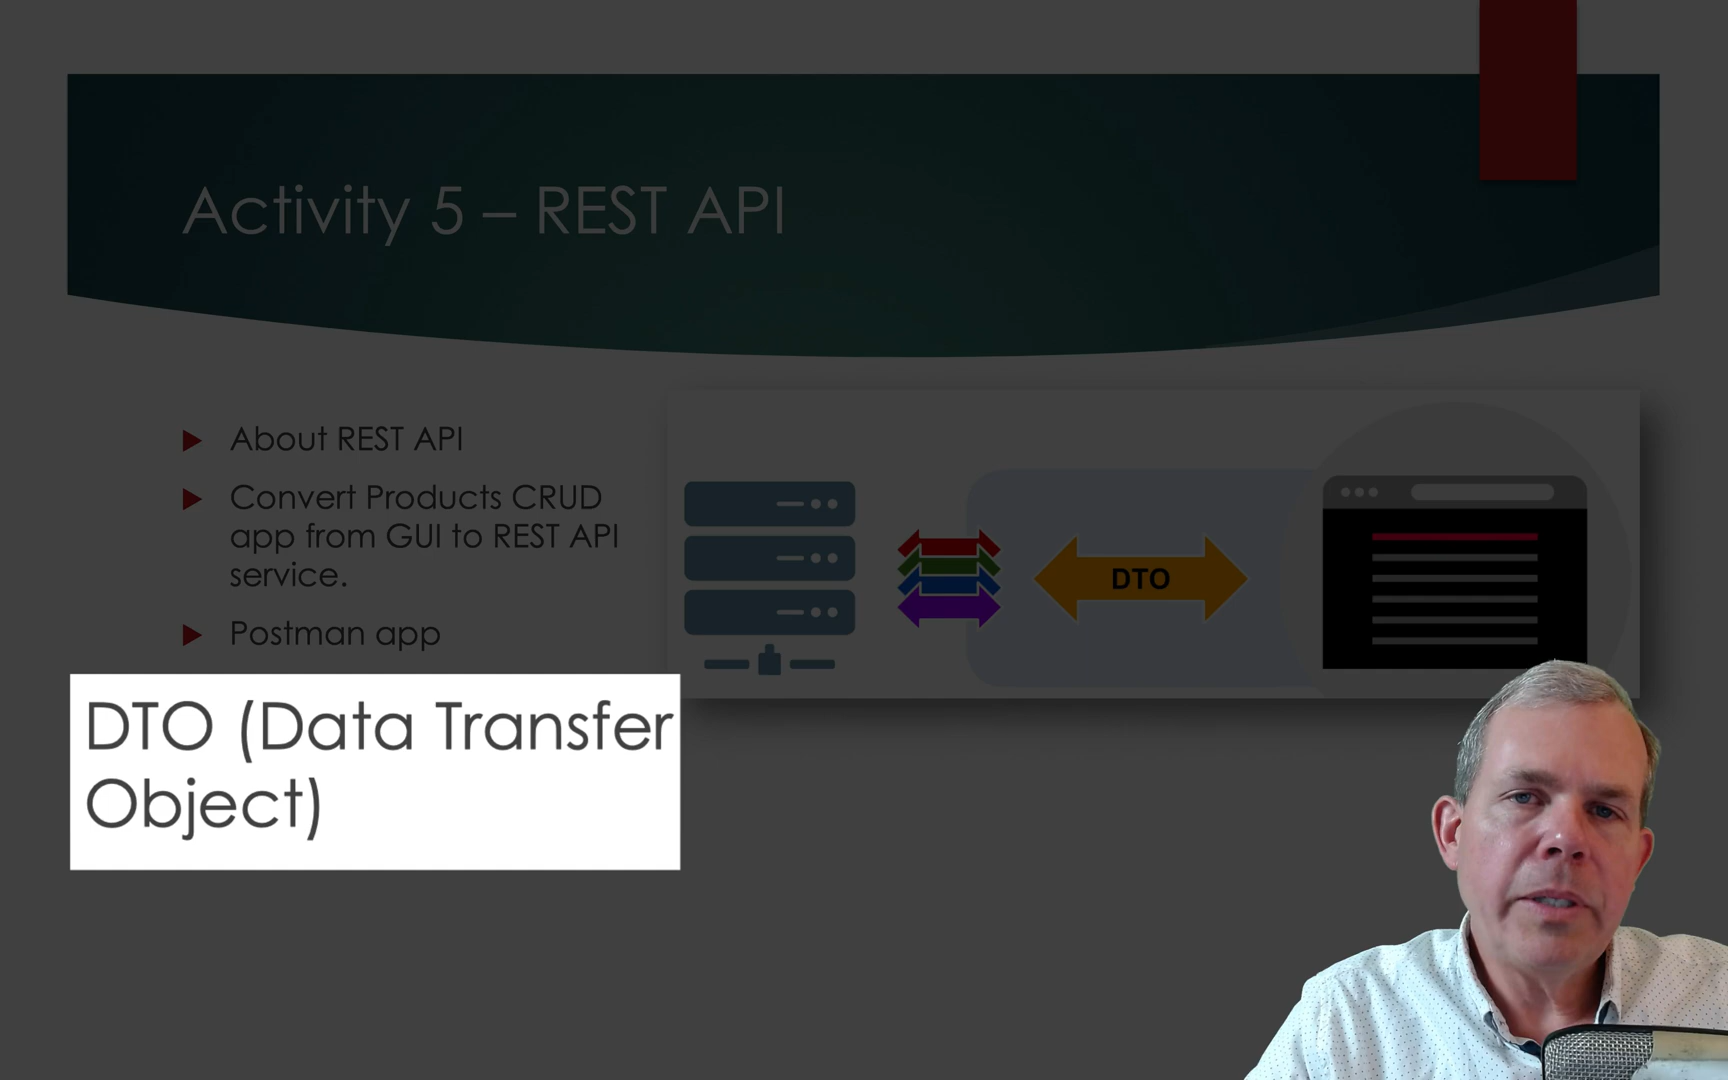 Activity 5 – REST API
About REST API
Convert Products CRUD
app from GUI to REST API
service.
Postman app
DTO (Data Transfer
Object)
DTO